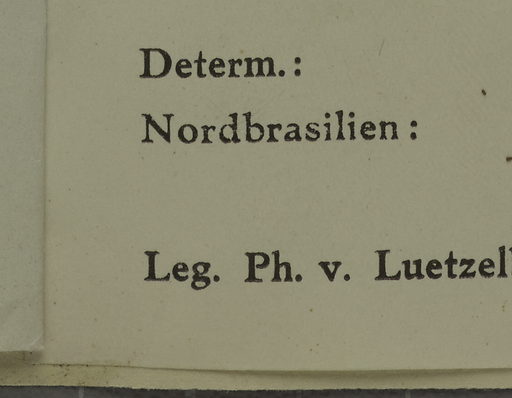 Determ.:
Nordbrasilien:
Leg. Ph. v. Luetzel